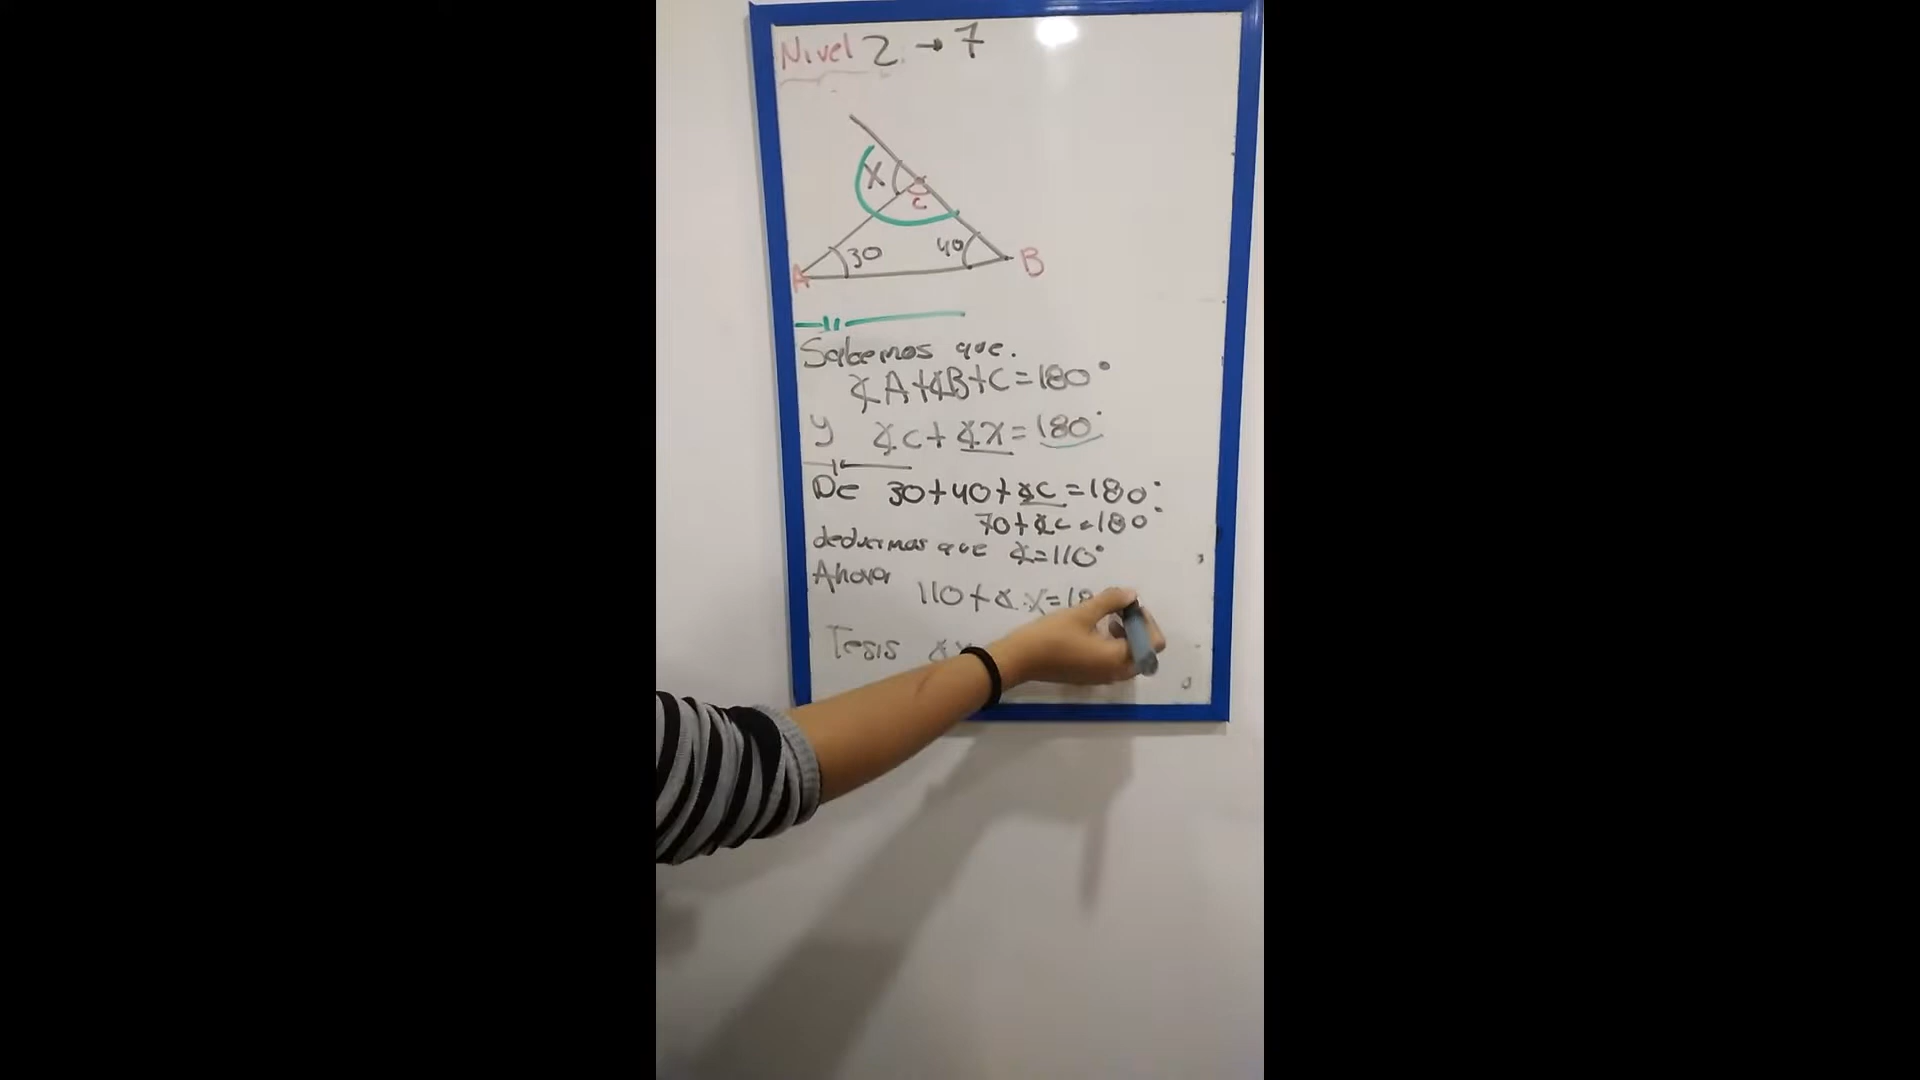 Nivel 2 → 7
X
C
30
40
A
B
Sabemos que.
∡A+∡B+C=180°
y ∡C+∡X=180°
De 30+40+∡C=180°
70+∡C=180°
deducimos que ∡=110°
Ahora
110+∡X=18
Tesis ∡X